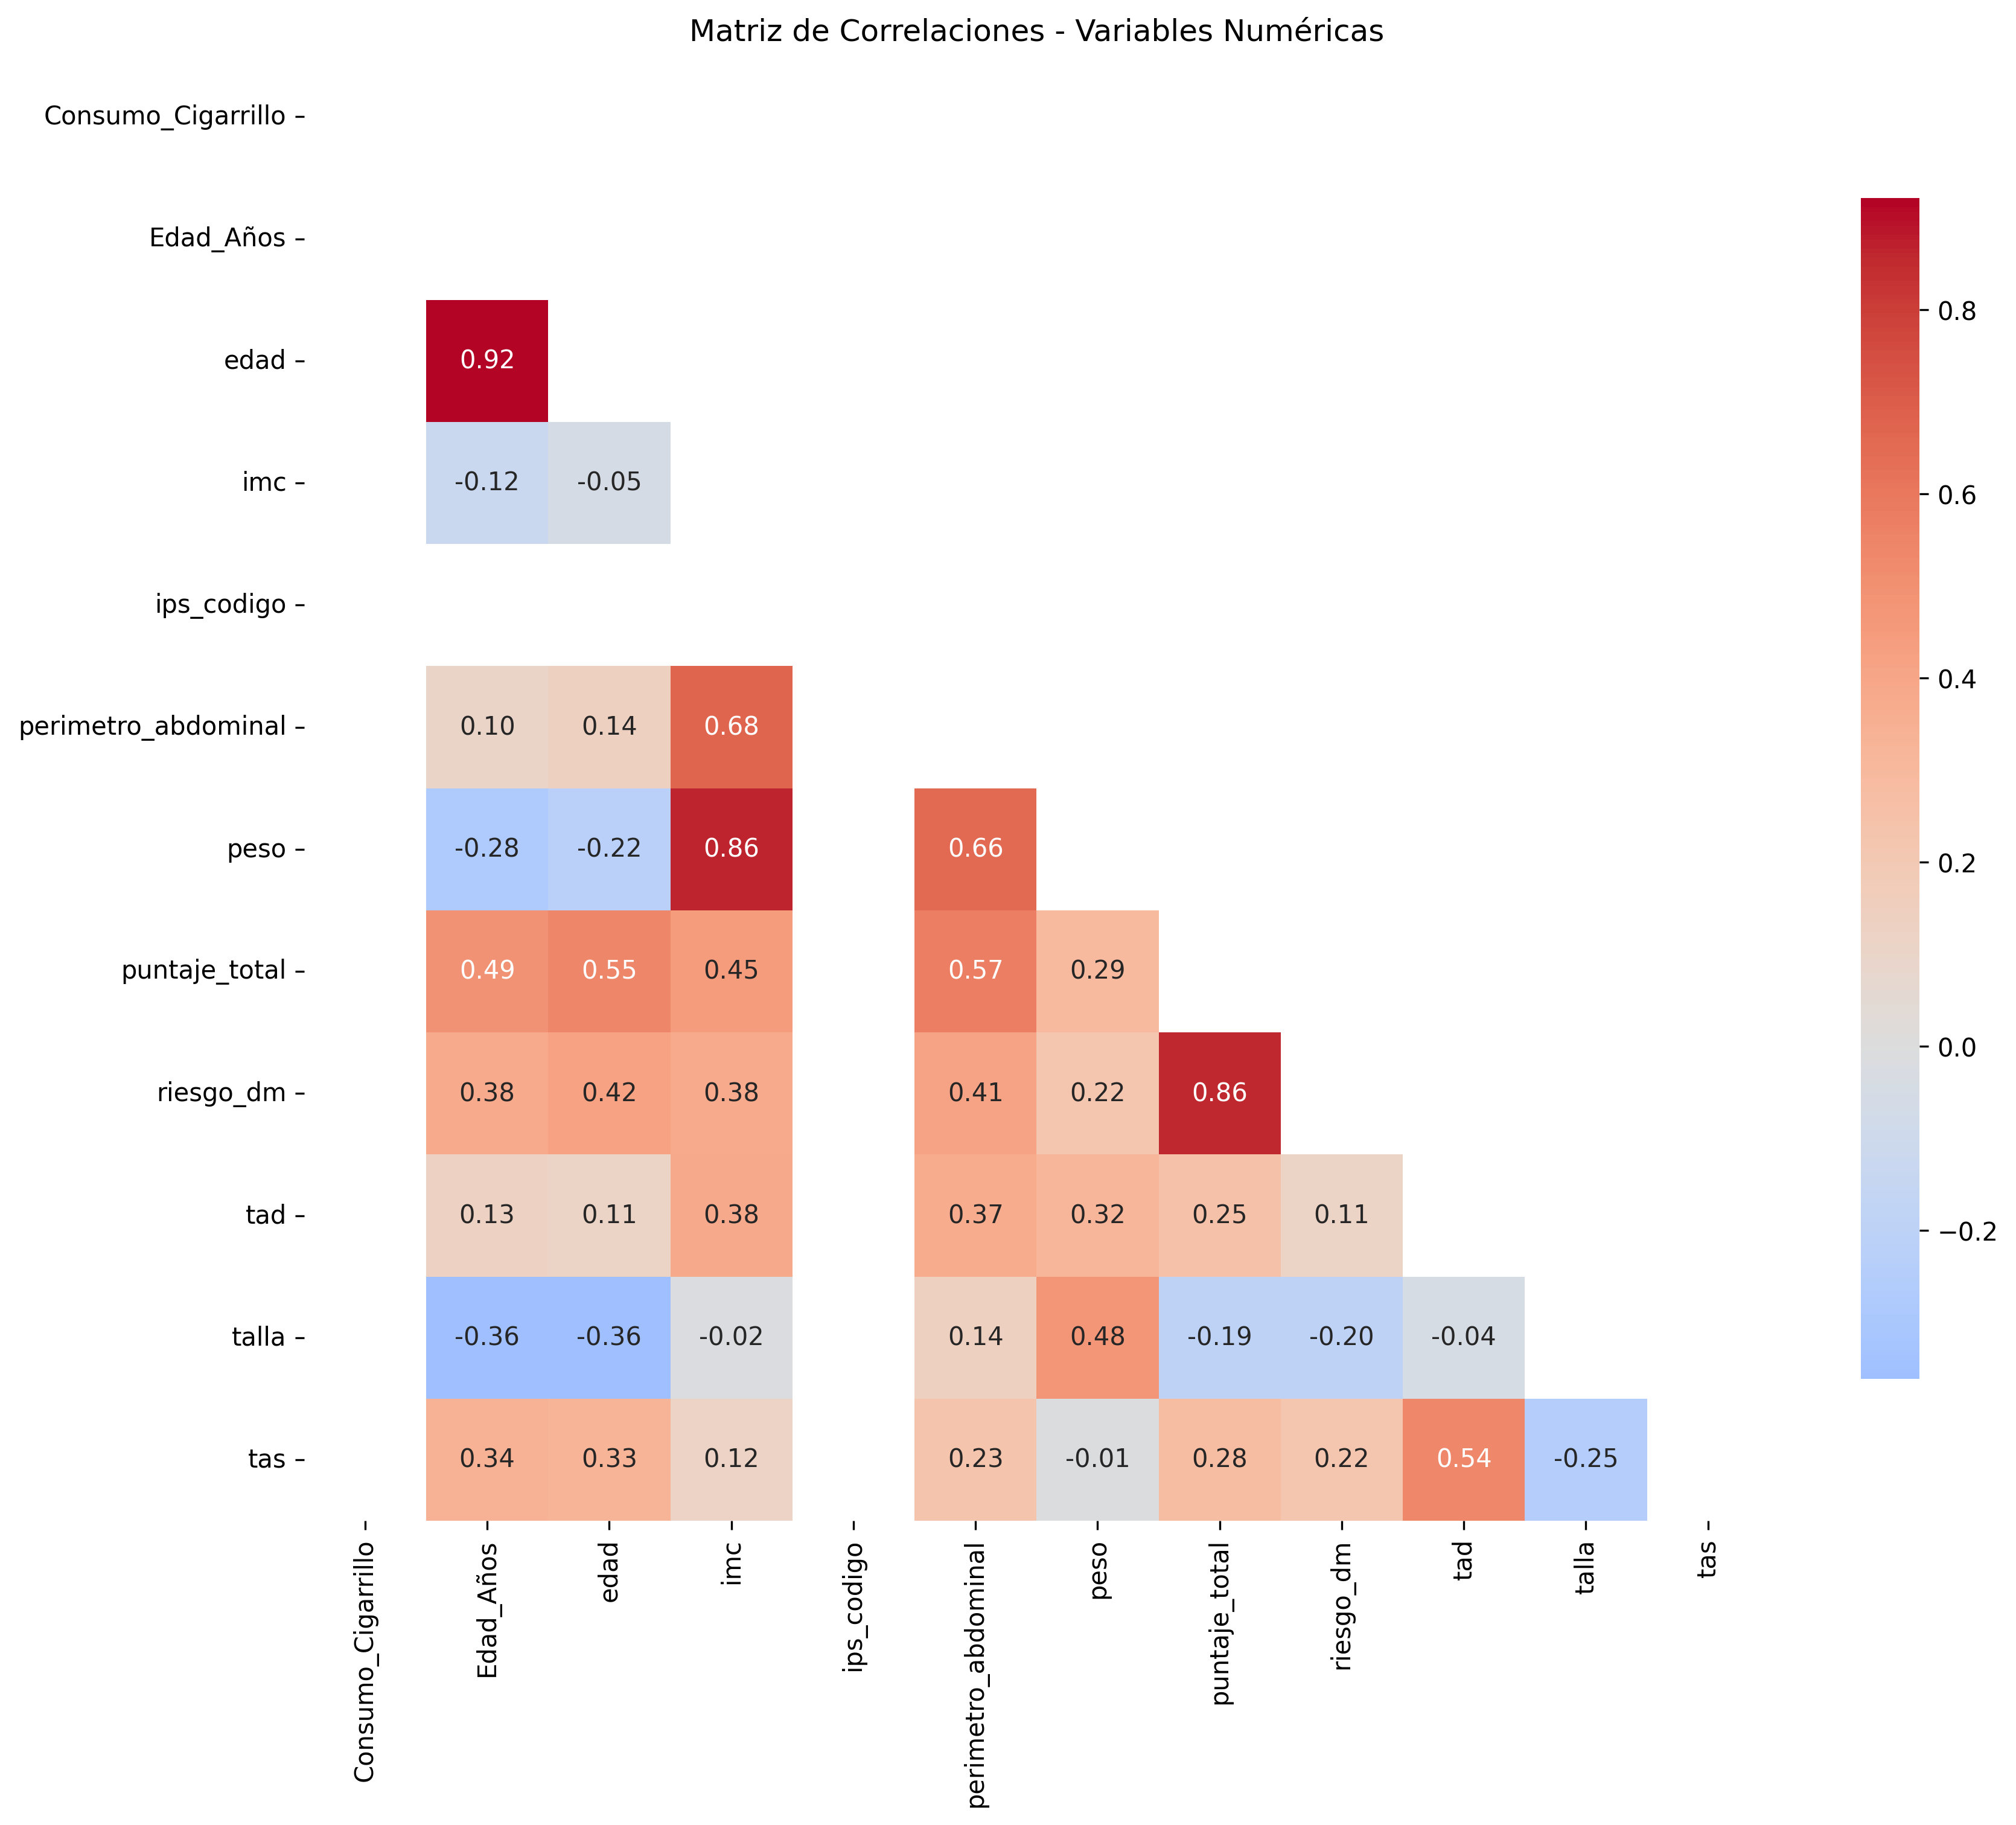 Matriz de Correlaciones - Variables Numéricas
Consumo_Cigarrillo
Edad_Años
edad 0.92
imc -0.12 -0.05
ips_codigo
perimetro_abdominal 0.10 0.14 0.68
peso -0.28 -0.22 0.86 0.66
puntaje_total 0.49 0.55 0.45 0.57 0.29
riesgo_dm 0.38 0.42 0.38 0.41 0.22 0.86
tad 0.13 0.11 0.38 0.37 0.32 0.25 0.11
talla -0.36 -0.36 -0.02 0.14 0.48 -0.19 -0.20 -0.04
tas 0.34 0.33 0.12 0.23 -0.01 0.28 0.22 0.54 -0.25
Consumo_Cigarrillo
Edad_Años
edad
imc
ips_codigo
perimetro_abdominal
peso
puntaje_total
riesgo_dm
tad
talla
tas
0.8
0.6
0.4
0.2
0.0
−0.2